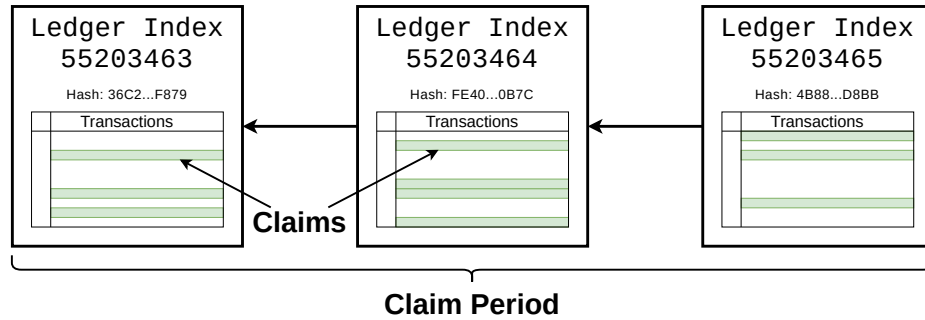 Ledger Index
55203463
Hash: 36C2...F879
Transactions
Ledger Index
55203464
Hash: FE40...0B7C
Transactions
Ledger Index
55203465
Hash: 4B88...D8BB
Transactions
Claims
Claim Period